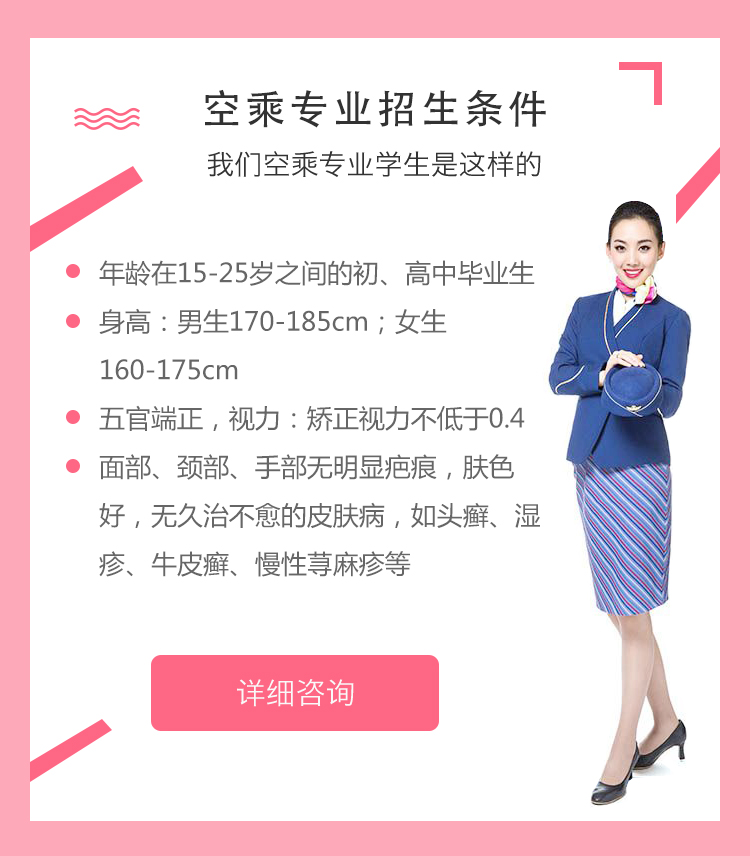 空乘专业招生条件
我们空乘专业学生是这样的
年龄在15-25岁之间的初、高中毕业生
身高：男生170-185cm；女生
160-175cm
五官端正，视力：矫正视力不低于0.4
面部、颈部、手部无明显疤痕，肤色
好，无久治不愈的皮肤病，如头癣、湿
疹、牛皮癣、慢性荨麻疹等
详细咨询